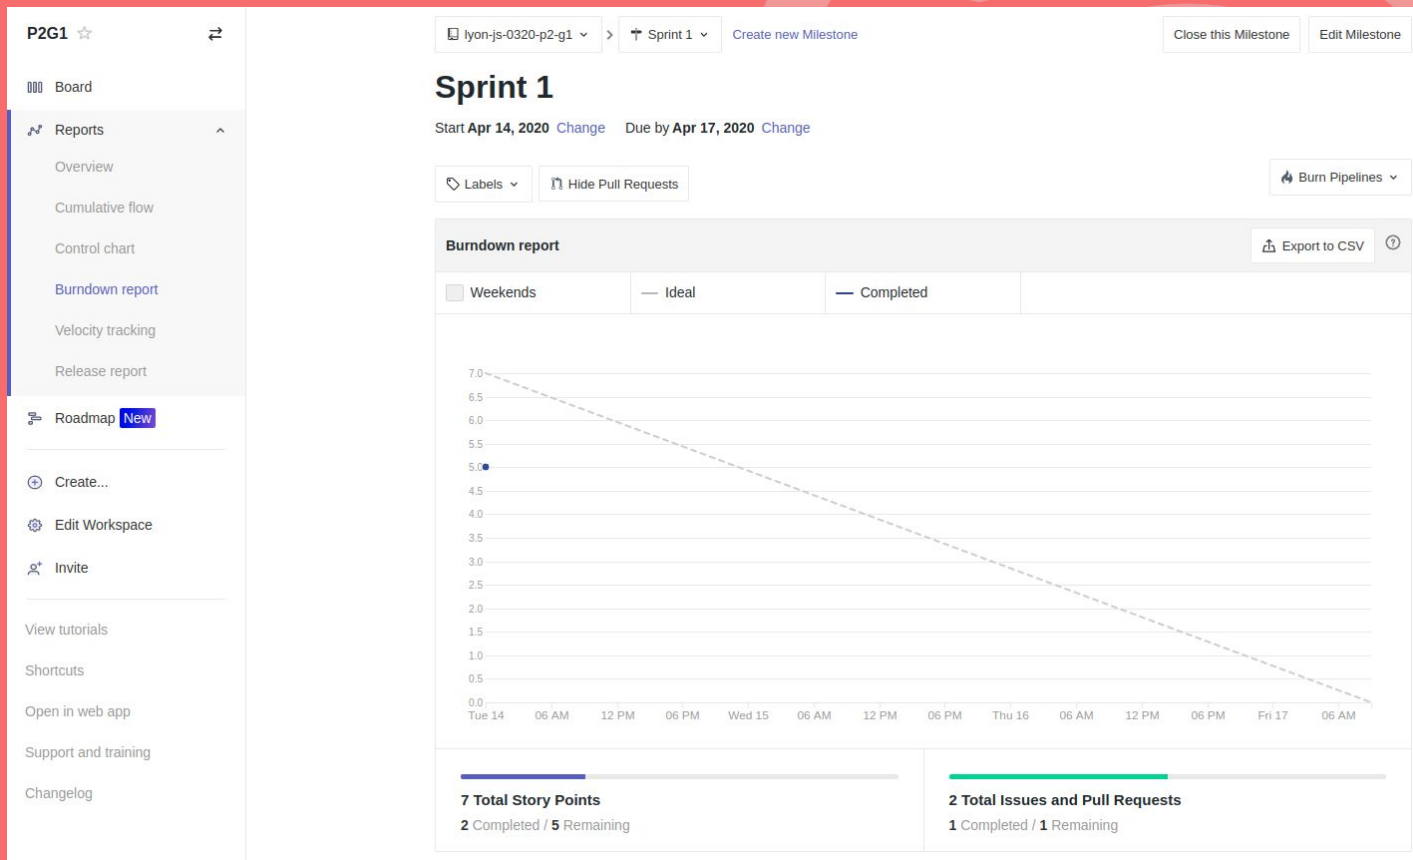 P2G1
Board
Reports
Overview
Cumulative flow
Control chart
Burndown report
Velocity tracking
Release report
Roadmap New
Create...
Edit Workspace
Invite
View tutorials
Shortcuts
Open in web app
Support and training
Changelog
lyon-js-0320-p2-g1 Sprint 1 Create new Milestone Close this Milestone Edit Milestone
Sprint 1
Start Apr 14, 2020 Change Due by Apr 17, 2020 Change
Labels Hide Pull Requests Burn Pipelines
Burndown report Export to CSV
Weekends Ideal Completed
7.0
6.5
6.0
5.5
5.0
4.5
4.0
3.5
3.0
2.5
2.0
1.5
1.0
0.5
0.0
Tue 14 06 AM 12 PM 06 PM Wed 15 06 AM 12 PM 06 PM Thu 16 06 AM 12 PM 06 PM Fri 17 06 AM
7 Total Story Points
2 Completed / 5 Remaining
2 Total Issues and Pull Requests
1 Completed / 1 Remaining